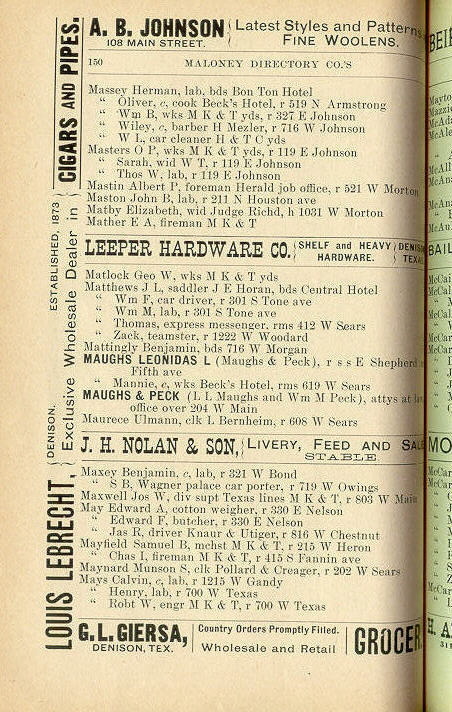 A. B. JOHNSON { Latest Styles and Patterns
108 MAIN STREET. FINE WOOLENS.
150 MALONEY DIRECTORY CO.'S
Massey Herman, lab, bds Bon Ton Hotel
“ Oliver, c, cook Beck's Hotel, r 519 N Armstrong
“ Wm B, wks M K & T yds, r 327 E Johnson
“ Wiley, c, barber H Mezler, r 716 W Johnson
“ W L, car cleaner H & T C yds
Masters O P, wks M K & T yds, r 119 E Johnson
“ Sarah, wid W T, r 119 E Johnson
“ Thos W, lab, r 119 E Johnson
Mastin Albert P, foreman Herald job office, r 521 W Morton
Maston John B, lab, r 211 N Houston ave
Matby Elizabeth, wid Judge Richd, h 1031 W Morton
Mather E A, fireman M K & T
LEEPER HARDWARE CO. { SHELF and HEAVY HARDWARE. } DENISON TEXAS
Matlock Geo W, wks M K & T yds
Matthews J L, saddler J E Horan, bds Central Hotel
“ Wm F, car driver, r 301 S Tone ave
“ Wm M, lab, r 301 S Tone ave
“ Thomas, express messenger, rms 412 W Sears
“ Zack, teamster, r 1222 W Woodard
Mattingly Benjamin, bds 716 W Morgan
MAUGHS LEONIDAS L (Maughs & Peck), r s s E Shepherd
Fifth ave
“ Mannie, c, wks Beck's Hotel, rms 619 W Sears
MAUGHS & PECK (L L Maughs and Wm M Peck), attys at law
office over 204 W Main
Maurece Ulmann, clk L Bernheim, r 608 W Sears
J. H. NOLAN & SON, { LIVERY, FEED AND SALE
STABLE
Maxey Benjamin, c, lab, r 321 W Bond
“ S B, Wagner palace car porter, r 719 W Owings
Maxwell Jos W, div supt Texas lines M K & T, r 803 W Main
May Edward A, cotton weigher, r 330 E Nelson
“ Edward F, butcher, r 330 E Nelson
“ Jas R, driver Knaur & Utiger, r 816 W Chestnut
Mayfield Samuel B, mchst M K & T, r 215 W Heron
“ Chas I, fireman M K & T, r 415 S Fannin ave
Maynard Munson S, clk Pollard & Creager, r 202 W Sears
Mays Calvin, c, lab, r 1215 W Gandy
“ Henry, lab, r 700 W Texas
“ Robt W, engr M K & T, r 700 W Texas
G. L. GIERSA, | Country Orders Promptly Filled. | GROCER
DENISON, TEX. Wholesale and Retail
LOUIS LEBRECHT, { DENISON. ESTABLISHED, 1873
Exclusive Wholesale Dealer in } CIGARS AND PIPES.